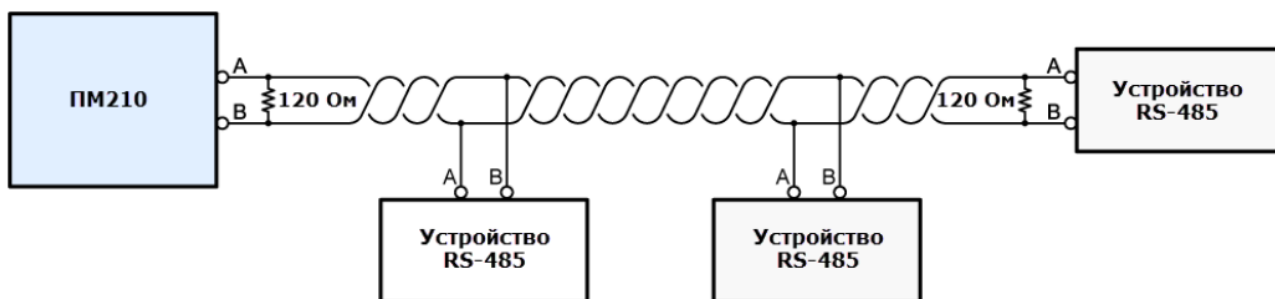 ПМ210
A
B
120 Ом
120 Ом
A
B
Устройство
RS-485
A
B
Устройство
RS-485
A
B
Устройство
RS-485